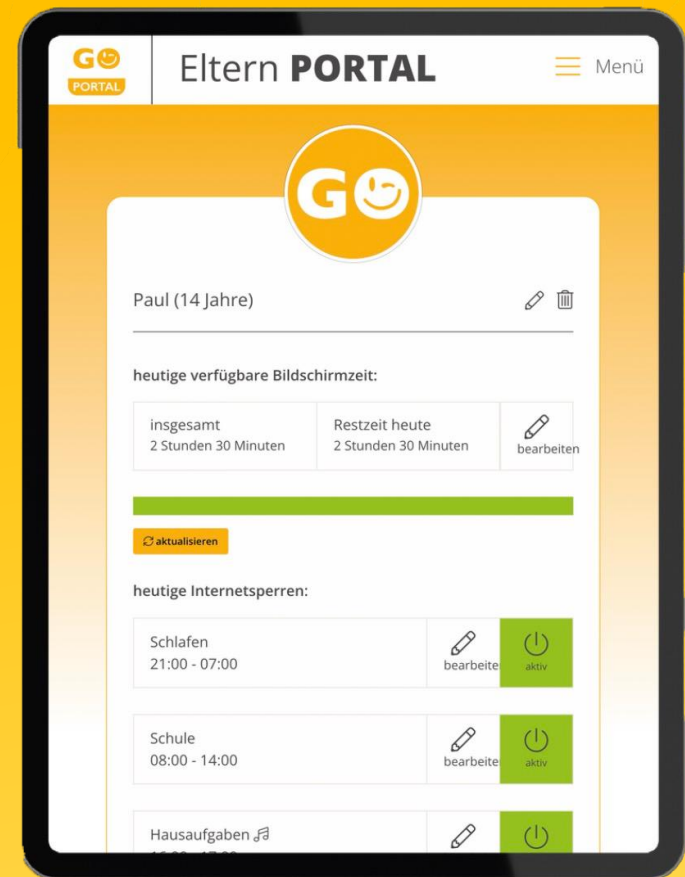 GO
PORTAL
Eltern PORTAL
Menü
GO
Paul (14 Jahre)
heutige verfügbare Bildschirmzeit:
insgesamt
2 Stunden 30 Minuten
Restzeit heute
2 Stunden 30 Minuten
bearbeiten
aktualisieren
heutige Internetsperren:
Schlafen
21:00 - 07:00
bearbeite
aktiv
Schule
08:00 - 14:00
bearbeite
aktiv
Hausaufgaben